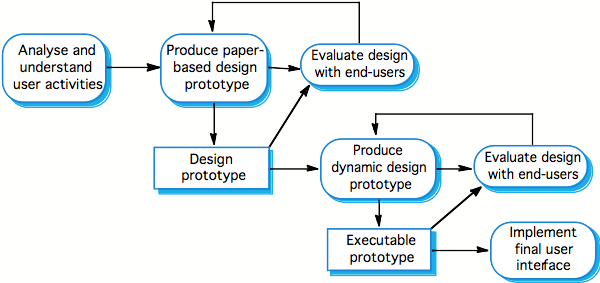 Analyse and
understand
user activities
Produce paper-
based design
prototype
Evaluate design
with end-users
Design
prototype
Produce
dynamic design
prototype
Evaluate design
with end-users
Executable
prototype
Implement
final user
interface